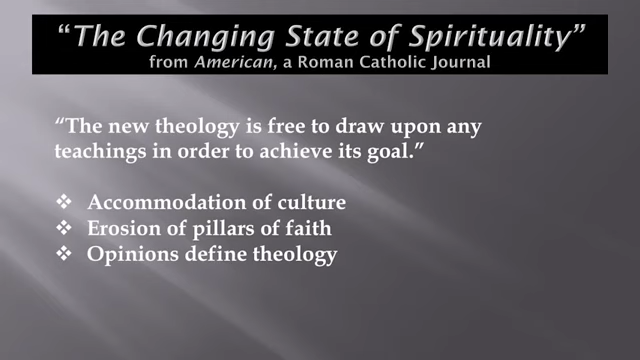 “The Changing State of Spirituality”
from American, a Roman Catholic Journal
“The new theology is free to draw upon any
teachings in order to achieve its goal.”
❖ Accommodation of culture
❖ Erosion of pillars of faith
❖ Opinions define theology